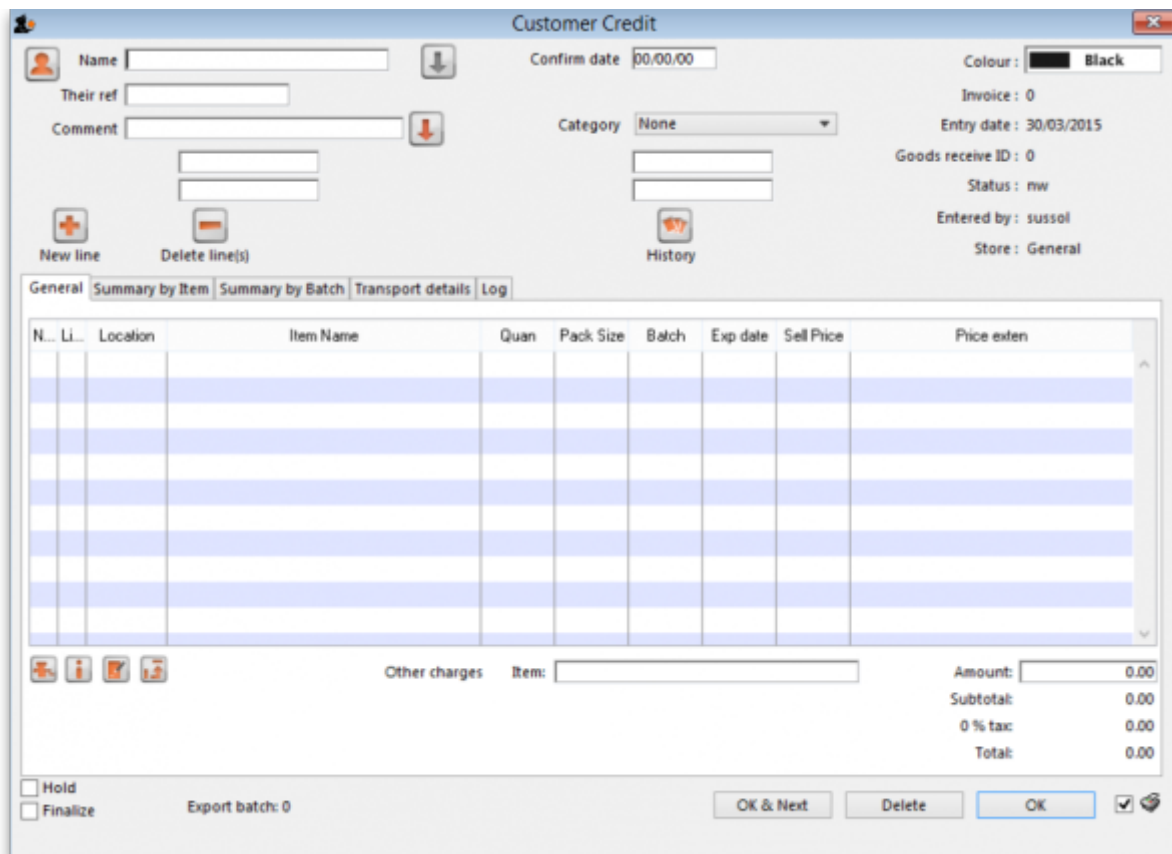 Customer Credit
Name
Confirm date 00/00/00
Colour : Black
Their ref
Invoice : 0
Comment
Category None
Entry date : 30/03/2015
Goods receive ID : 0
Status : nw
Entered by : sussol
New line
Delete line(s)
History
Store : General
General Summary by Item Summary by Batch Transport details Log
N... Li... Location Item Name Quan Pack Size Batch Exp date Sell Price Price exten
Other charges Item: Amount: 0.00
Subtotal: 0.00
0 % tax: 0.00
Total: 0.00
Hold
Finalize
Export batch: 0
OK & Next
Delete
OK